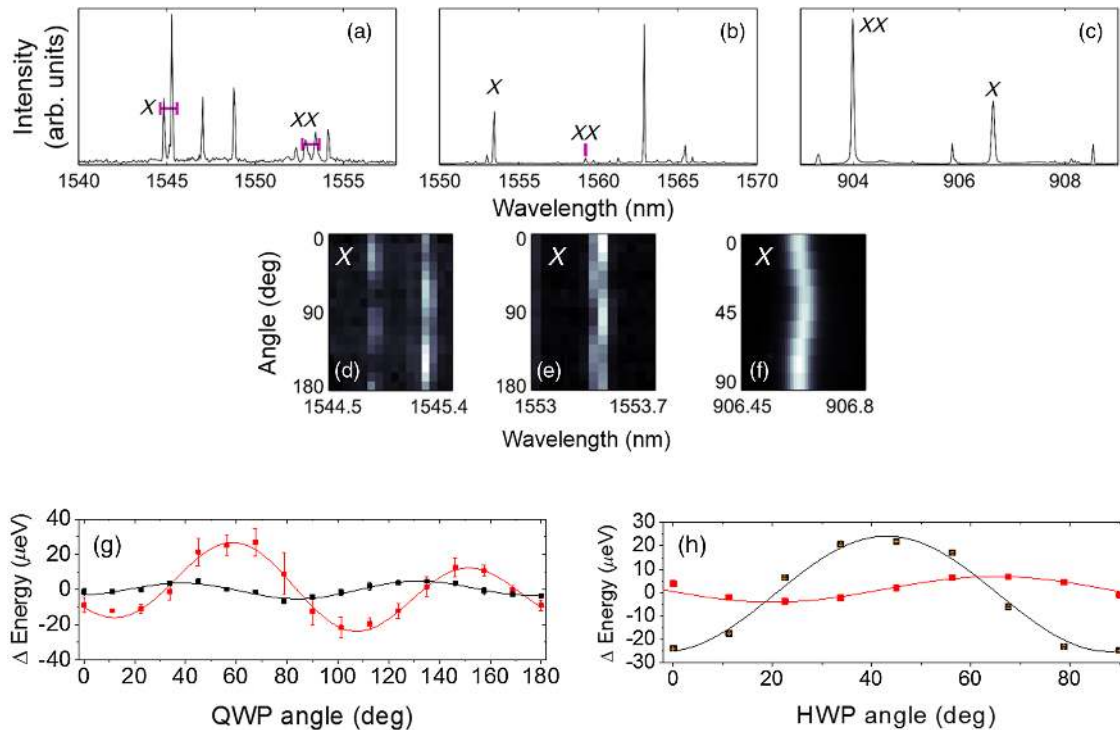 Intensity
(arb. units)
(a)
X
XX
1540 1545 1550 1555
(b)
X
XX
1540 1555 1560 1565 1570
(c)
XX
X
904 906 908
Wavelength (nm)
Angle (deg)
0
90
180
X
(d)
1544.5 1545.4
0
90
180
X
(e)
1553 1553.7
0
45
90
X
(f)
906.45 906.8
Wavelength (nm)
Δ Energy (μeV)
40
20
0
-20
-40
(g)
0 20 40 60 80 100 120 140 160 180
QWP angle (deg)
Δ Energy (μeV)
30
20
10
0
-10
-20
-30
(h)
0 20 40 60 80
HWP angle (deg)